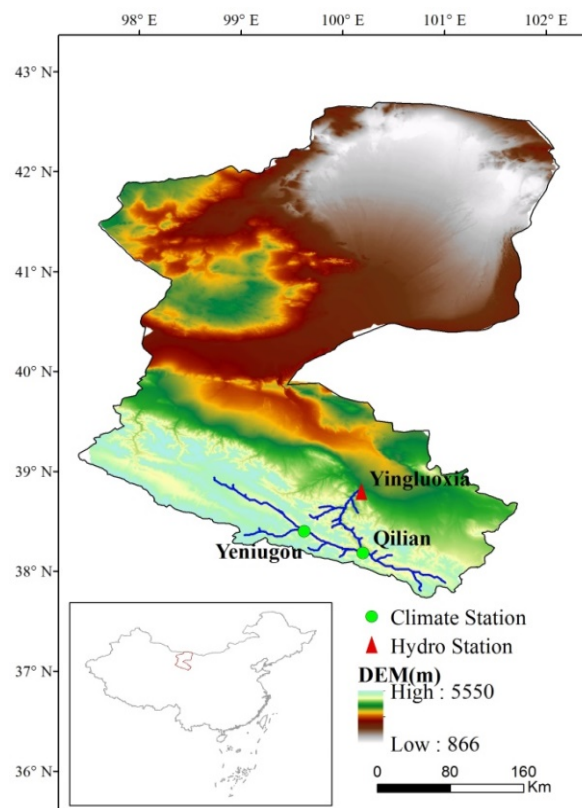 98° E 99° E 100° E 101° E 102° E
43° N
42° N
41° N
40° N
39° N
Yingluoxia
Yeniugou
Qilian
38° N
Climate Station
Hydro Station
37° N
DEM(m)
High : 5550
Low : 866
36° N
0 80 160
Km